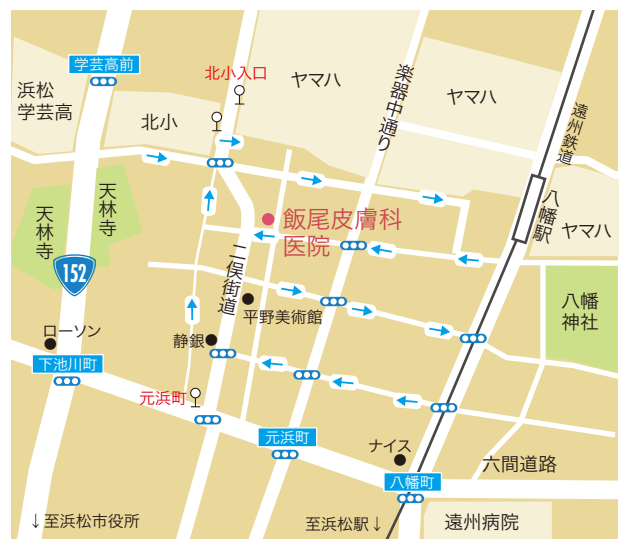 学芸高前
浜松
学芸高
北小入口
北小
ヤマハ
楽器中通り
ヤマハ
遠州鉄道
八幡駅
ヤマハ
天林寺
天林寺
152
飯尾皮膚科
医院
二俣街道
平野美術館
八幡
神社
ローソン
静銀
下池川町
元浜町
元浜町
ナイス
八幡町
六間道路
↓至浜松市役所
至浜松駅↓
遠州病院